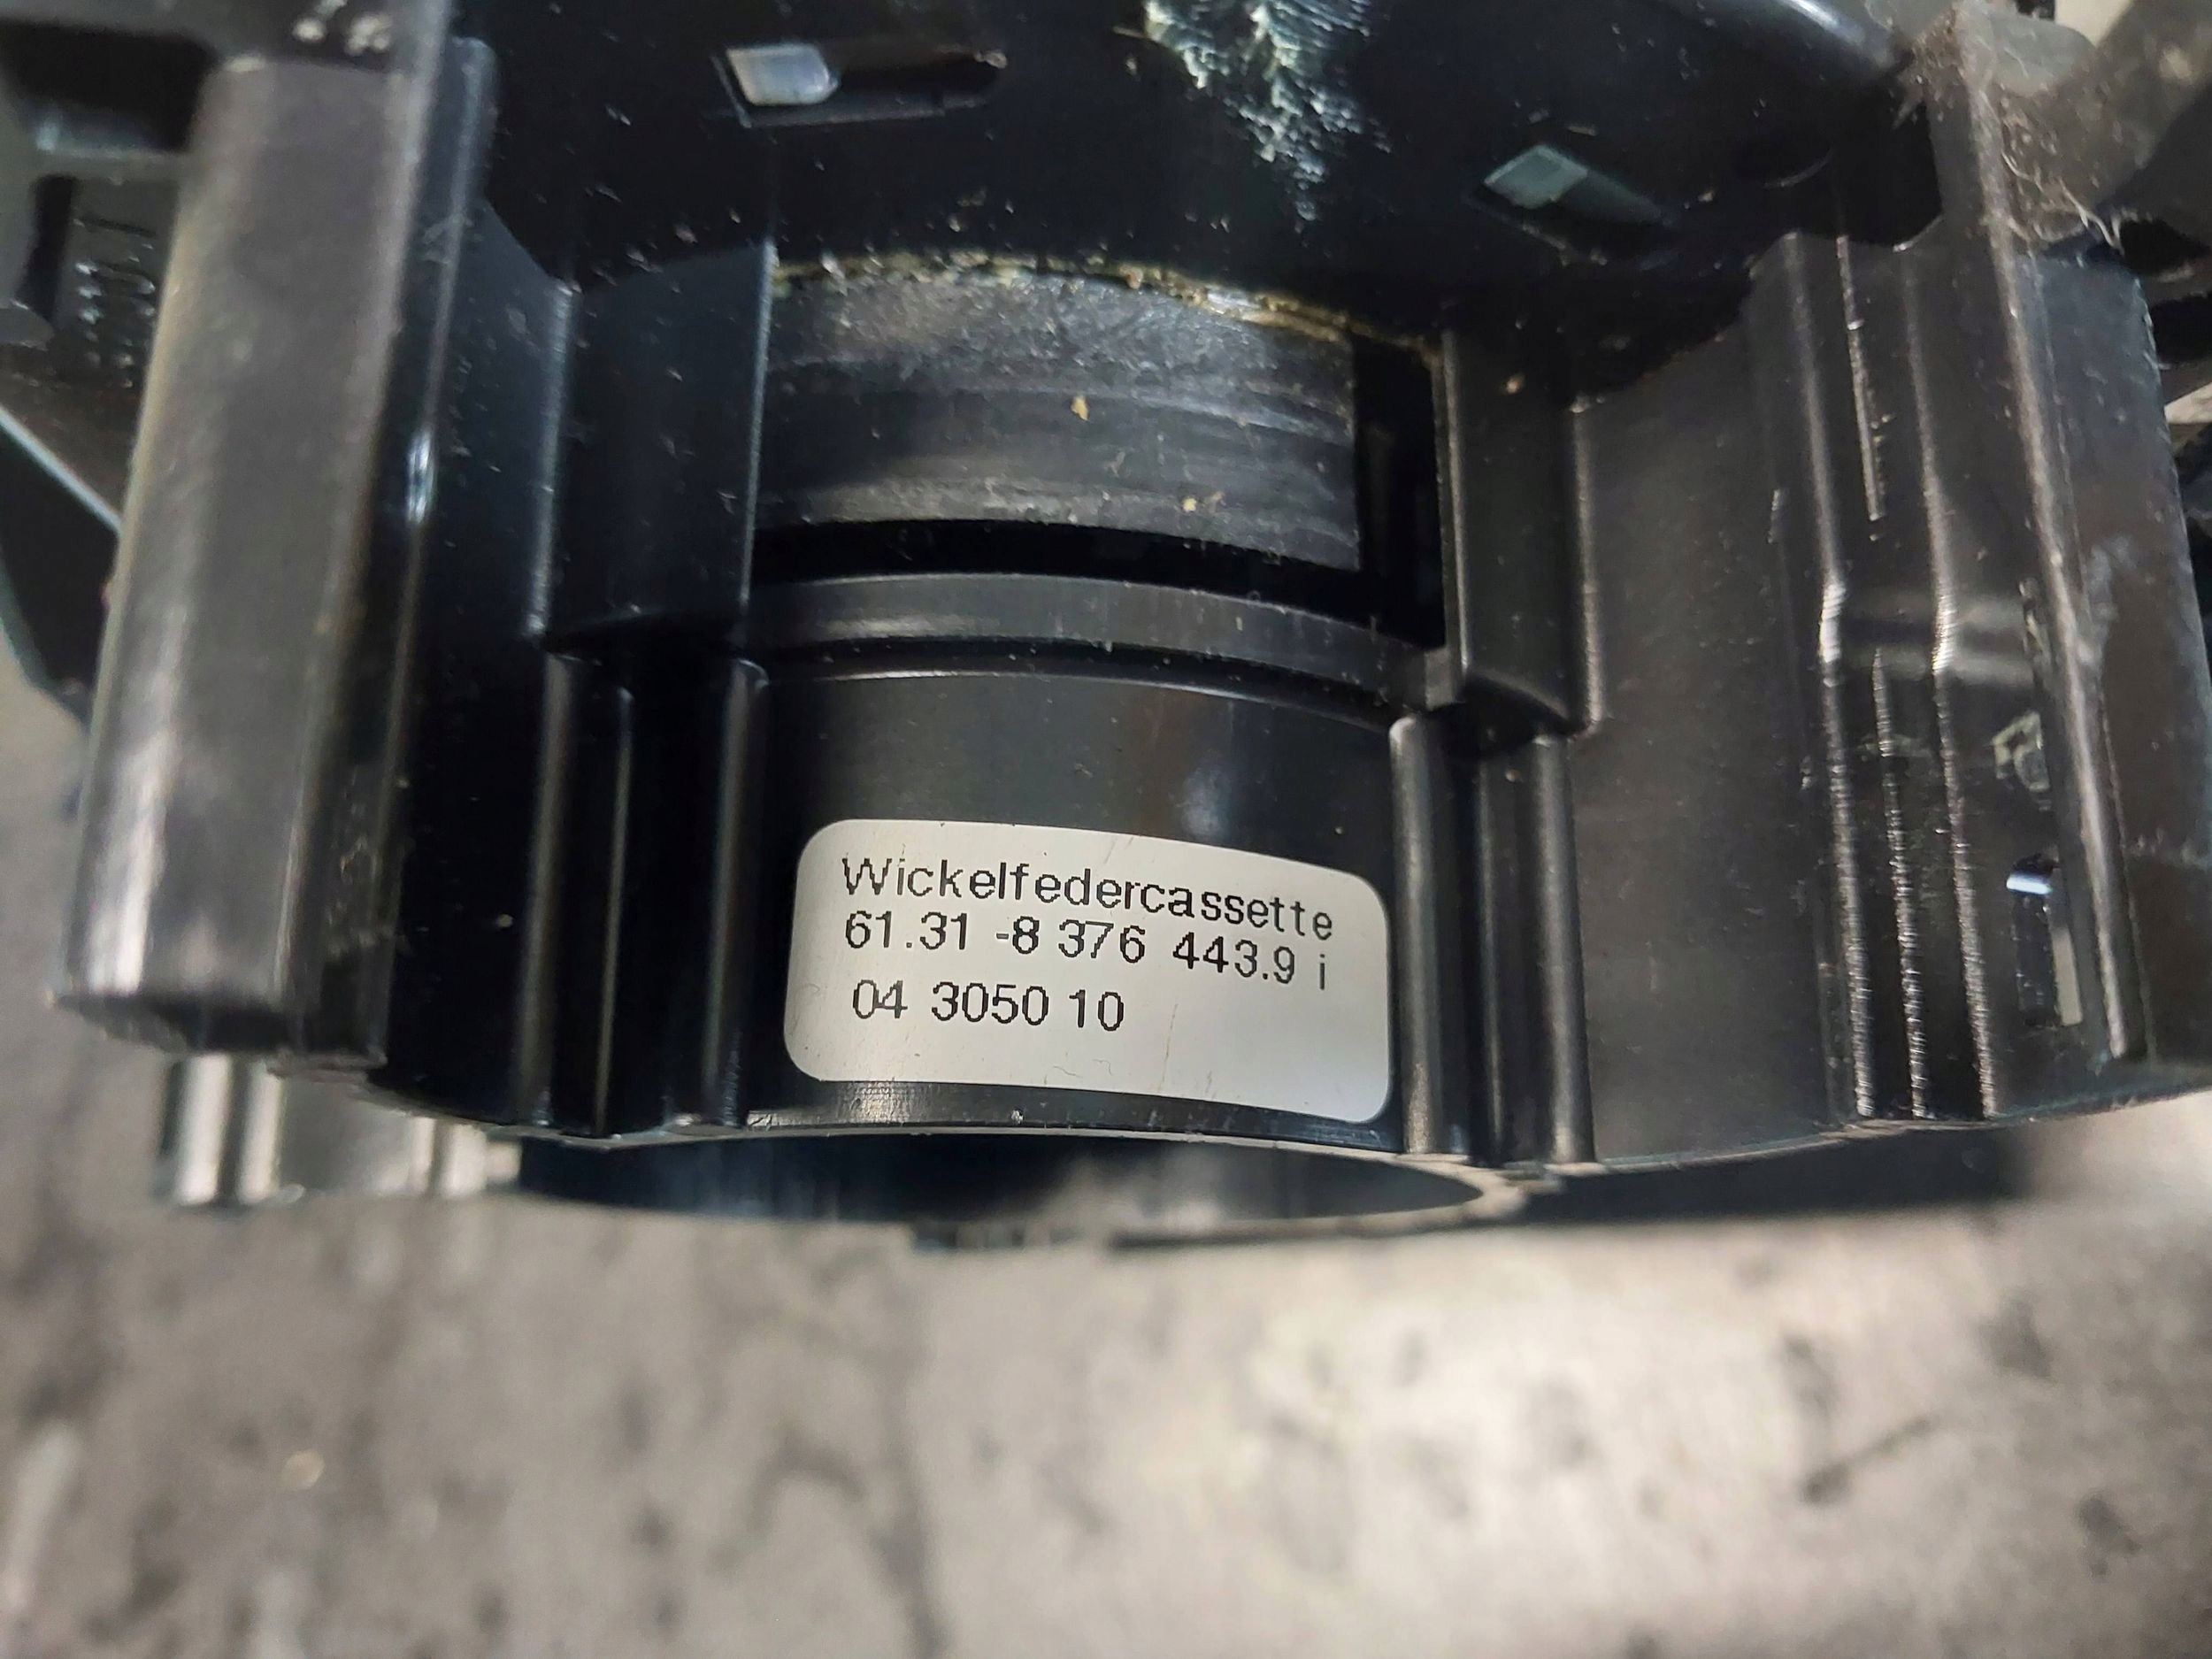 Wickelfedercassette
61.31 -8 376 443.9 i
04 3050 10